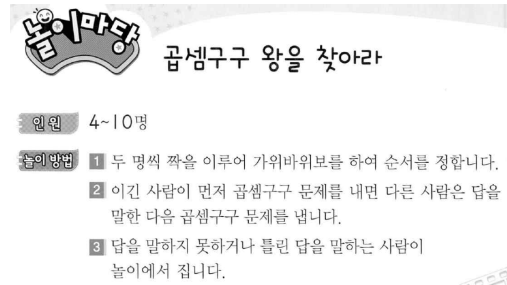 놀이마당
곱셈구구 왕을 찾아라
인원 4~10명
놀이 방법 1 두 명씩 짝을 이루어 가위바위보를 하여 순서를 정합니다.
2 이긴 사람이 먼저 곱셈구구 문제를 내면 다른 사람은 답을
말한 다음 곱셈구구 문제를 냅니다.
3 답을 말하지 못하거나 틀린 답을 말하는 사람이
놀이에서 집니다.